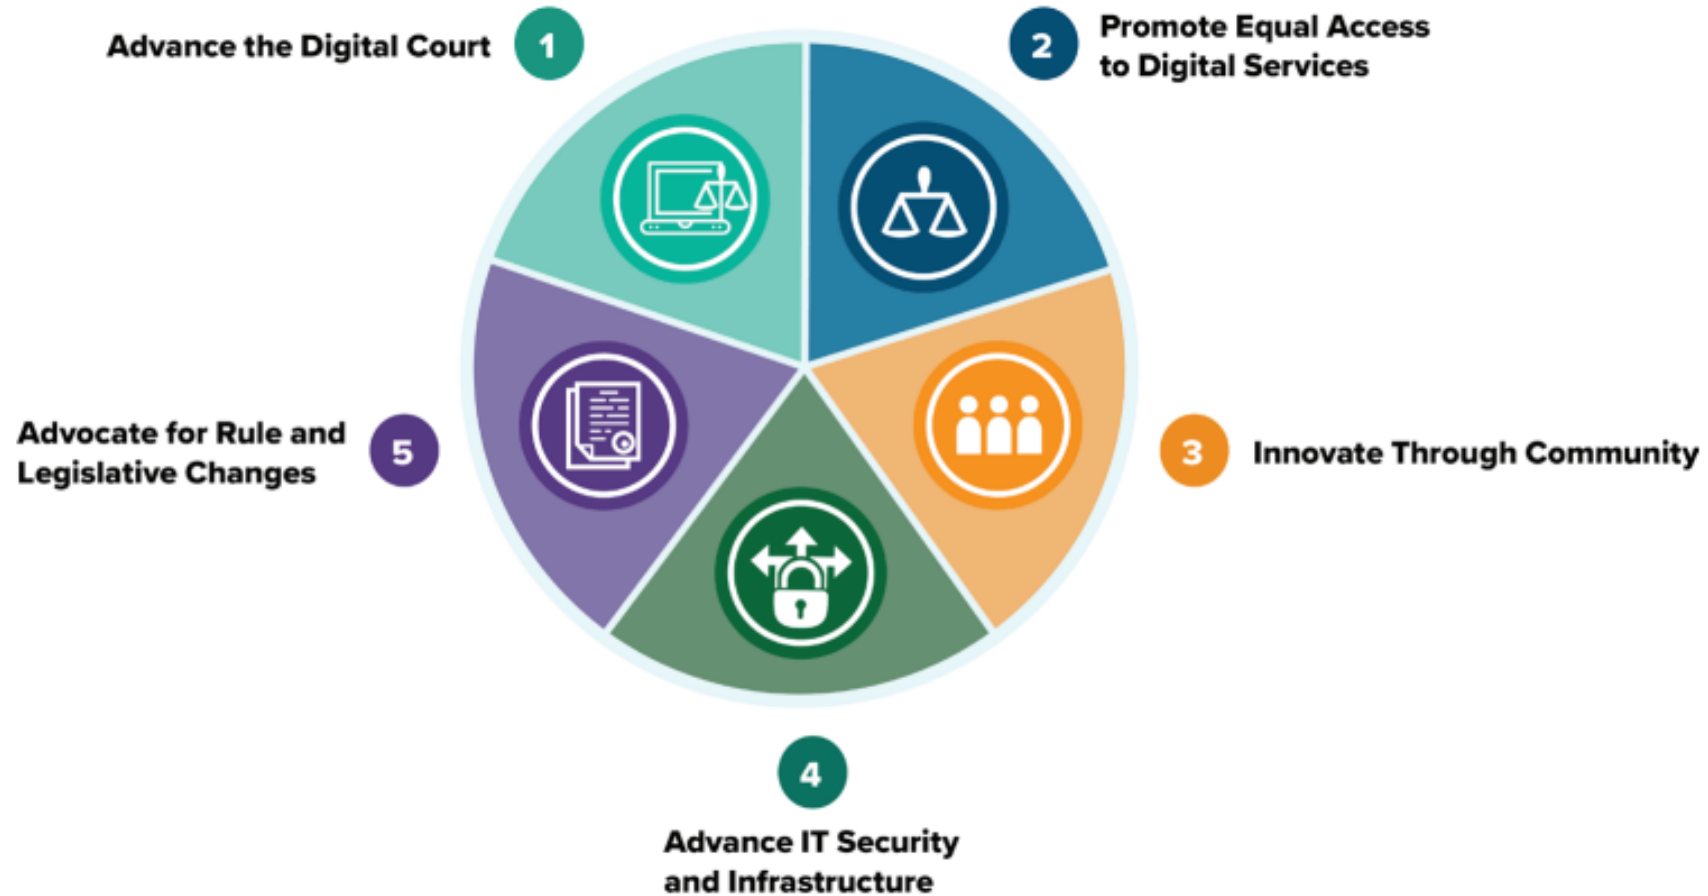 1
Advance the Digital Court
2
Promote Equal Access
to Digital Services
3
Innovate Through Community
4
Advance IT Security
and Infrastructure
5
Advocate for Rule and
Legislative Changes